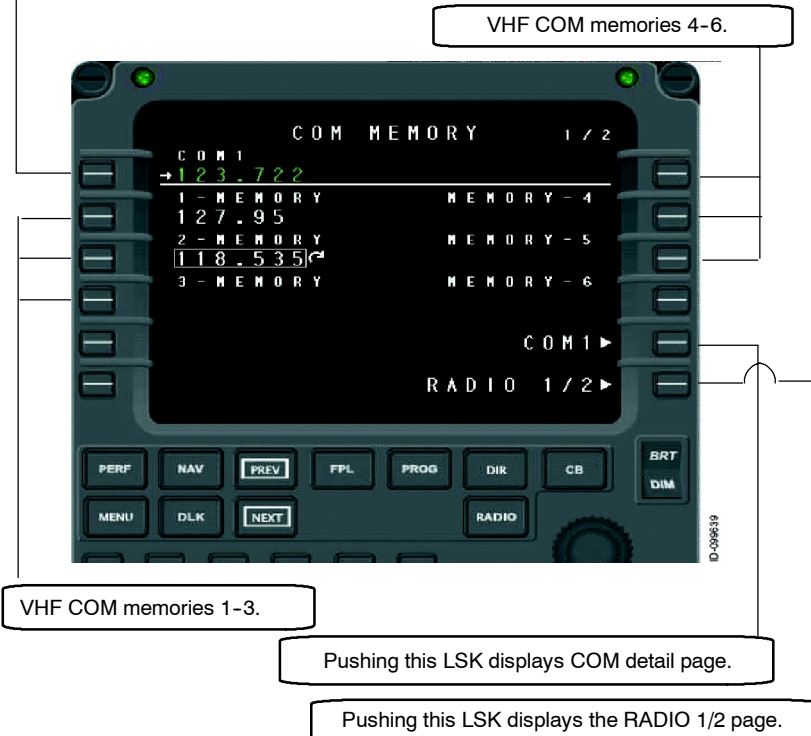 VHF COM memories 4-6.
COM MEMORY 1/2
COM1
→123.722
1-MEMORY MEMORY-4
127.95
2-MEMORY MEMORY-5
118.535
3-MEMORY MEMORY-6
COM1►
RADIO 1/2►
PERF NAV PREV FPL PROG DIR CB BRT
DIM
MENU DLK NEXT RADIO
ID-099639
VHF COM memories 1-3.
Pushing this LSK displays COM detail page.
Pushing this LSK displays the RADIO 1/2 page.